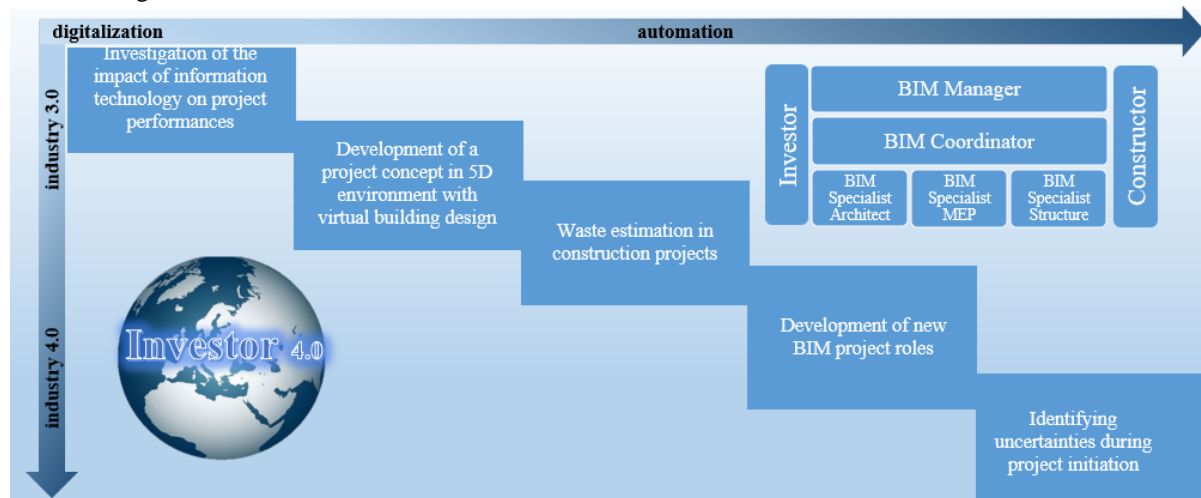 digitalization
automation
industry 3.0
industry 4.0
Investigation of the
impact of information
technology on project
performances
Development of a
project concept in 5D
environment with
virtual building design
Waste estimation in
construction projects
Development of new
BIM project roles
Identifying
uncertainties during
project initiation
Investor
BIM Manager
BIM Coordinator
BIM
Specialist
Architect
BIM
Specialist
MEP
BIM
Specialist
Structure
Constructor
Investor 4.0